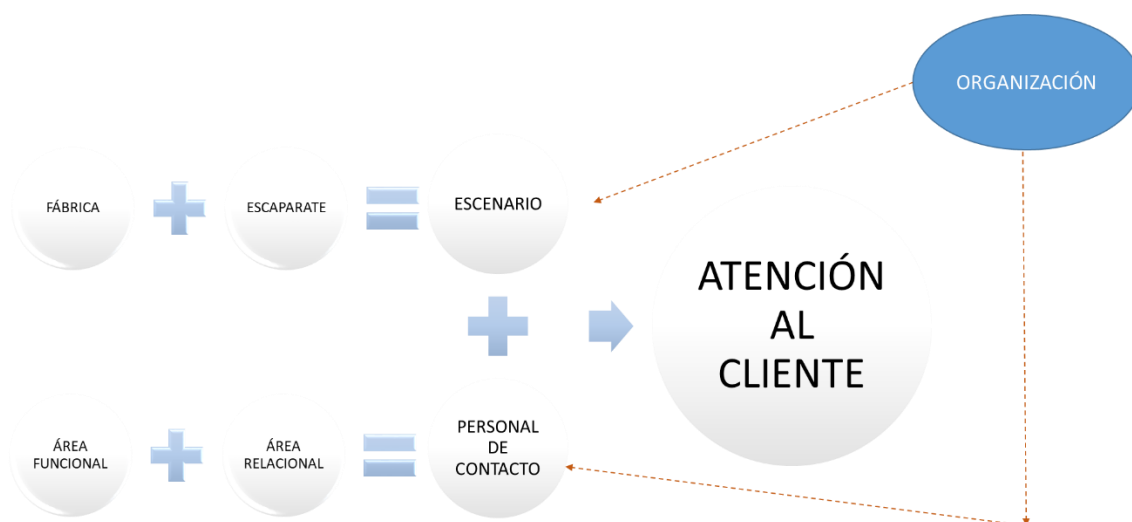 ORGANIZACIÓN
FÁBRICA
ESCAPARATE
ESCENARIO
ATENCIÓN
AL
CLIENTE
ÁREA
FUNCIONAL
ÁREA
RELACIONAL
PERSONAL
DE
CONTACTO